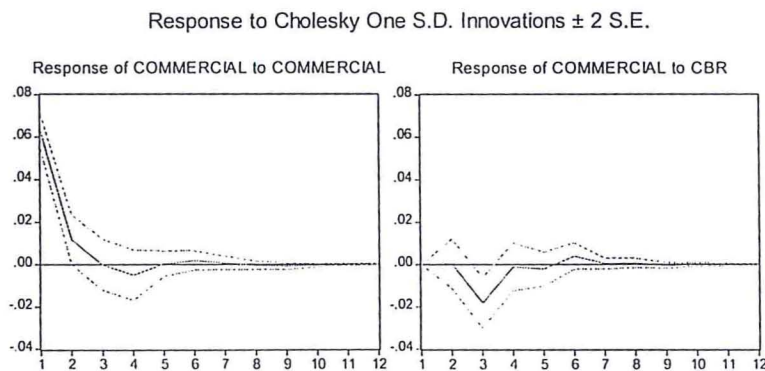 Response to Cholesky One S.D. Innovations ± 2 S.E.
Response of COMMERCIAL to COMMERCIAL
Response of COMMERCIAL to CBR
.08
.06
.04
.02
.00
-.02
-.04
1 2 3 4 5 6 7 8 9 10 11 12
.08
.06
.04
.02
.00
-.02
-.04
1 2 3 4 5 6 7 8 9 10 11 12